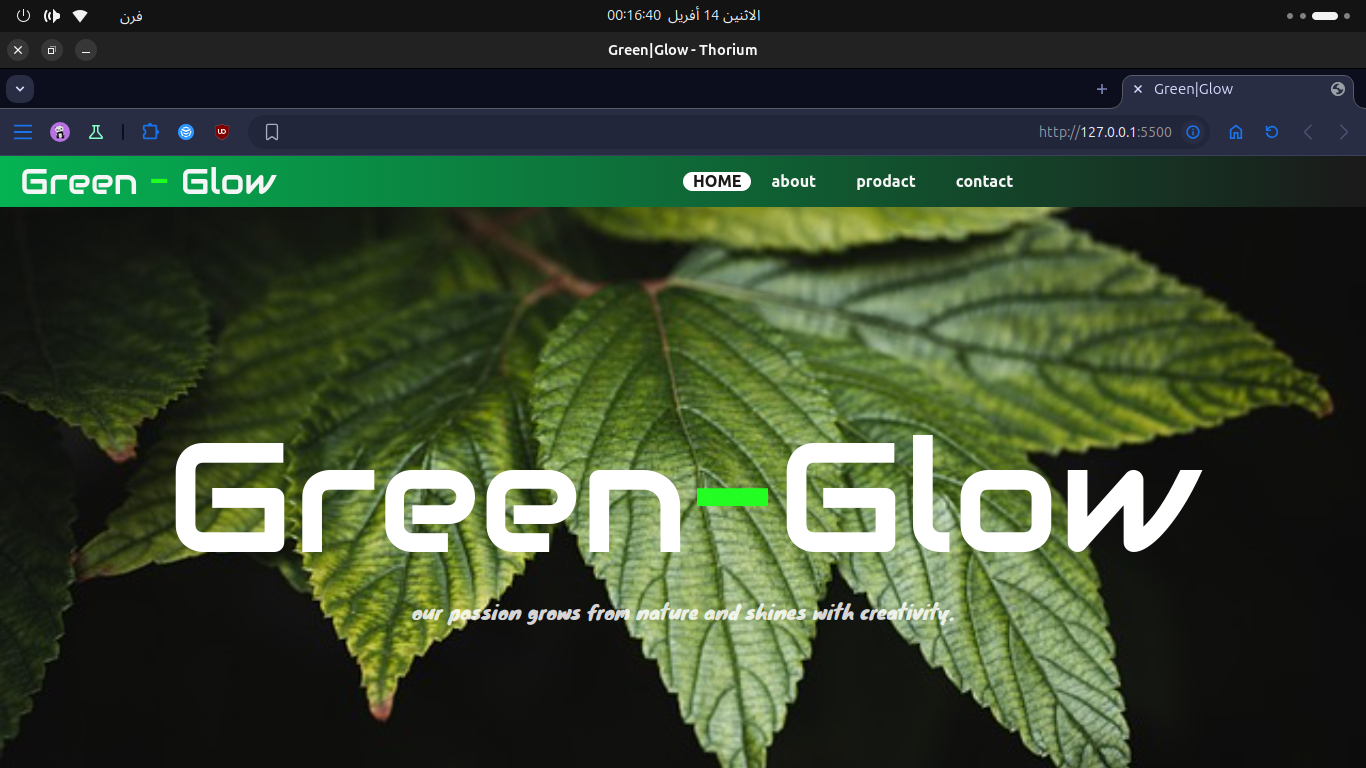 فرن
الاثنين 14 أفريل 00:16:40
Green|Glow - Thorium
Green|Glow
http://127.0.0.1:5500
UD
Green - Glow
HOME about prodact contact
Green-Glow
our passion grows from nature and shines with creativity.